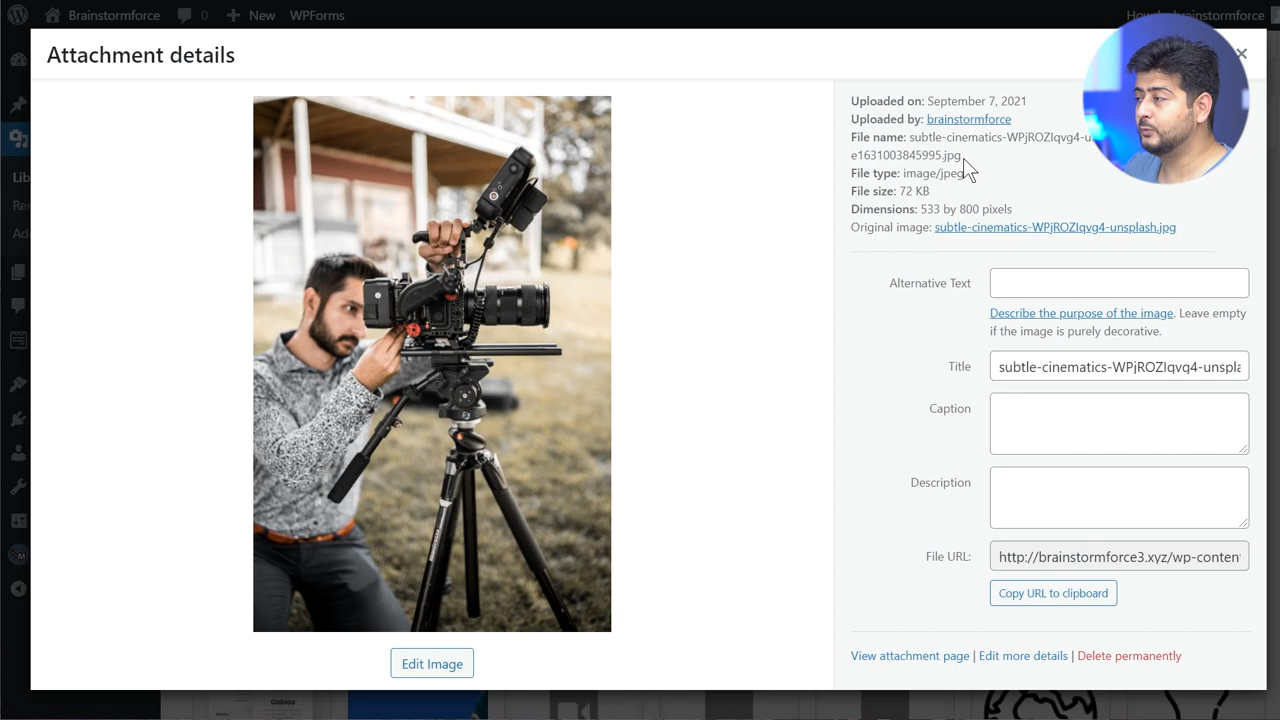 Brainstormforce 0 New WPForms
Attachment details
Uploaded on: September 7, 2021
Uploaded by: brainstormforce
File name: subtle-cinematics-WPjROZIqvg4-
e1631003845995.jpg
File type: image/jpeg
File size: 72 KB
Dimensions: 533 by 800 pixels
Original image: subtle-cinematics-WPjROZIqvg4-unsplash.jpg
Alternative Text
Describe the purpose of the image. Leave empty
if the image is purely decorative.
Title subtle-cinematics-WPjROZIqvg4-unspla
Caption
Description
File URL: http://brainstormforce3.xyz/wp-content
Copy URL to clipboard
View attachment page | Edit more details | Delete permanently
Edit Image